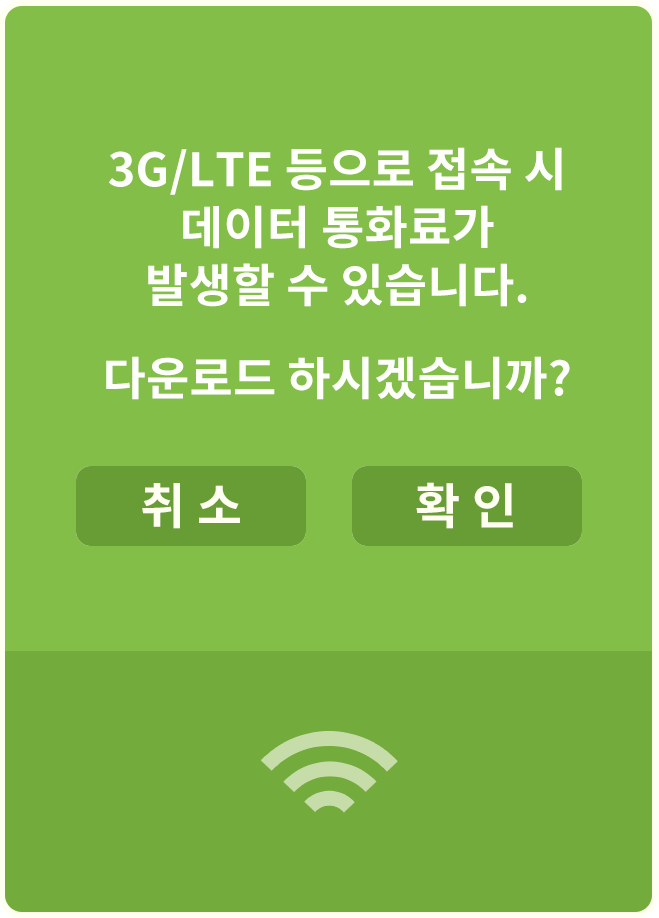 3G/LTE 등으로 접속 시
데이터 통화료가
발생할 수 있습니다.
다운로드 하시겠습니까?
취 소
확 인